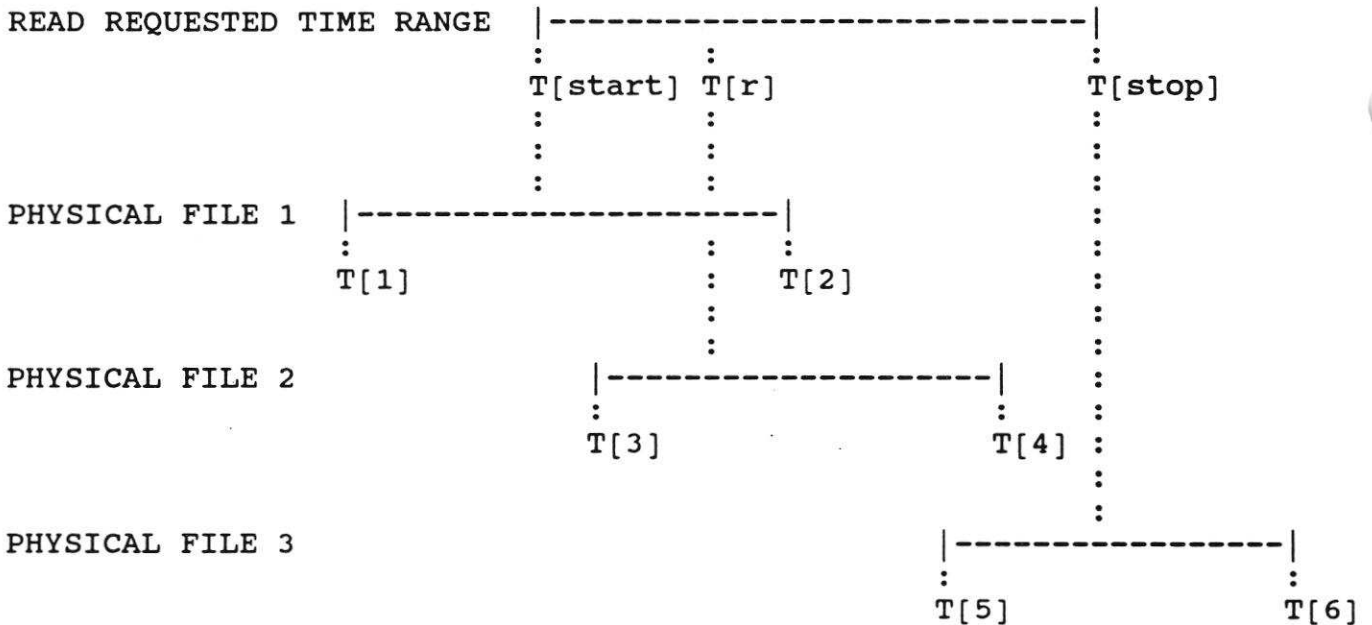 READ REQUESTED TIME RANGE |-----------------------------|
: : :
T[start] T[r] T[stop]
: : :
: : :
: : :
PHYSICAL FILE 1 |----------------------| :
: : : :
T[1] : T[2] :
: :
: :
PHYSICAL FILE 2 |--------------------| :
: : :
T[3] T[4] :
:
:
PHYSICAL FILE 3 |-----------------|
: :
T[5] T[6]